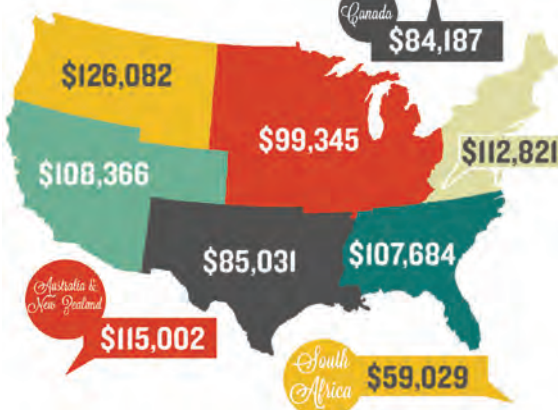 Canada
$84,187
$126,082
$99,345
$112,821
$108,366
$85,031
$107,684
Australia &
New Zealand
$115,002
South
Africa
$59,029